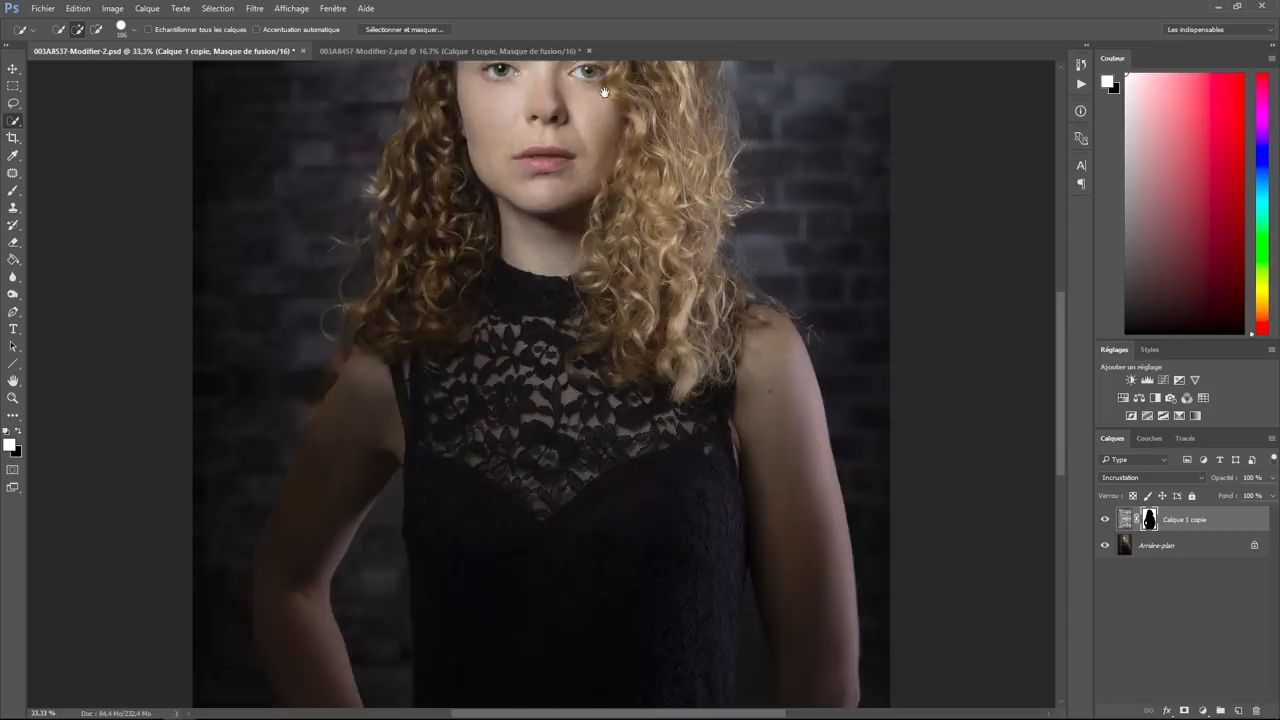 Ps Fichier Edition Image Calque Texte Sélection Filtre Affichage Fenêtre Aide
186 Echantillonner tous les calques Accentuation automatique Sélectionner et masquer... Les indispensables
003A8537-Modifier-2.psd @ 33,3% (Calque 1 copie, Masque de fusion/16) * × 003A8457-Modifier-2.psd @ 16,7% (Calque 1 copie, Masque de fusion/16) * ×
Couleur
Réglages Styles
Ajouter un réglage
Calques Couches Tracés
Type
Incrustation Opacité : 100 %
Verrou : Fond : 100 %
Calque 1 copie
Arrière-plan
33,33 % Doc : 84,4 Mo/232,4 Mo